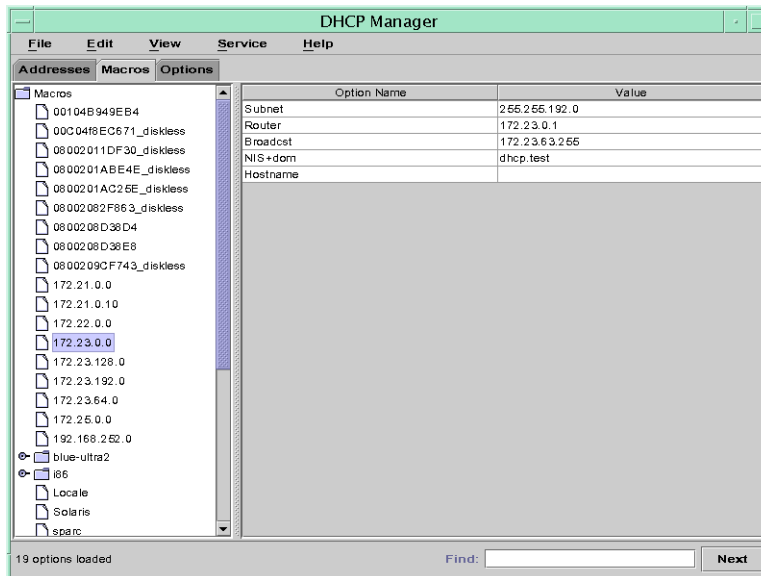 DHCP Manager
File Edit View Service Help
Addresses Macros Options
Macros
00104B949EB4
00C04f8EC671_diskless
08002011DF30_diskless
0800201ABE4E_diskless
0800201AC25E_diskless
08002082F863_diskless
0800208D38D4
0800208D38E8
0800209CF743_diskless
172.21.0.0
172.21.0.10
172.22.0.0
172.23.0.0
172.23.128.0
172.23.192.0
172.23.64.0
172.25.0.0
192.168.252.0
blue-ultra2
i86
Locale
Solaris
sparc
Option Name Value
Subnet 255.255.192.0
Router 172.23.0.1
Broadcst 172.23.63.255
NIS+dom dhcp.test
Hostname
19 options loaded
Find: Next